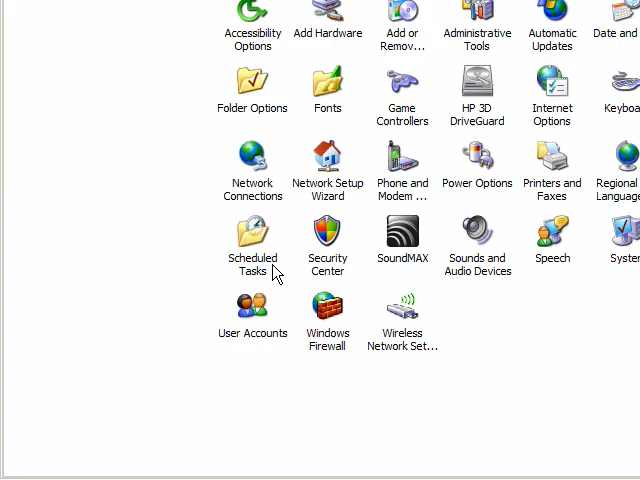 Accessibility Options
Add Hardware
Add or Remov...
Administrative Tools
Automatic Updates
Date and
Folder Options
Fonts
Game Controllers
HP 3D DriveGuard
Internet Options
Keyboa
Network Connections
Network Setup Wizard
Phone and Modem ...
Power Options
Printers and Faxes
Regional Language
Scheduled Tasks
Security Center
SoundMAX
Sounds and Audio Devices
Speech
Syste
User Accounts
Windows Firewall
Wireless Network Set...